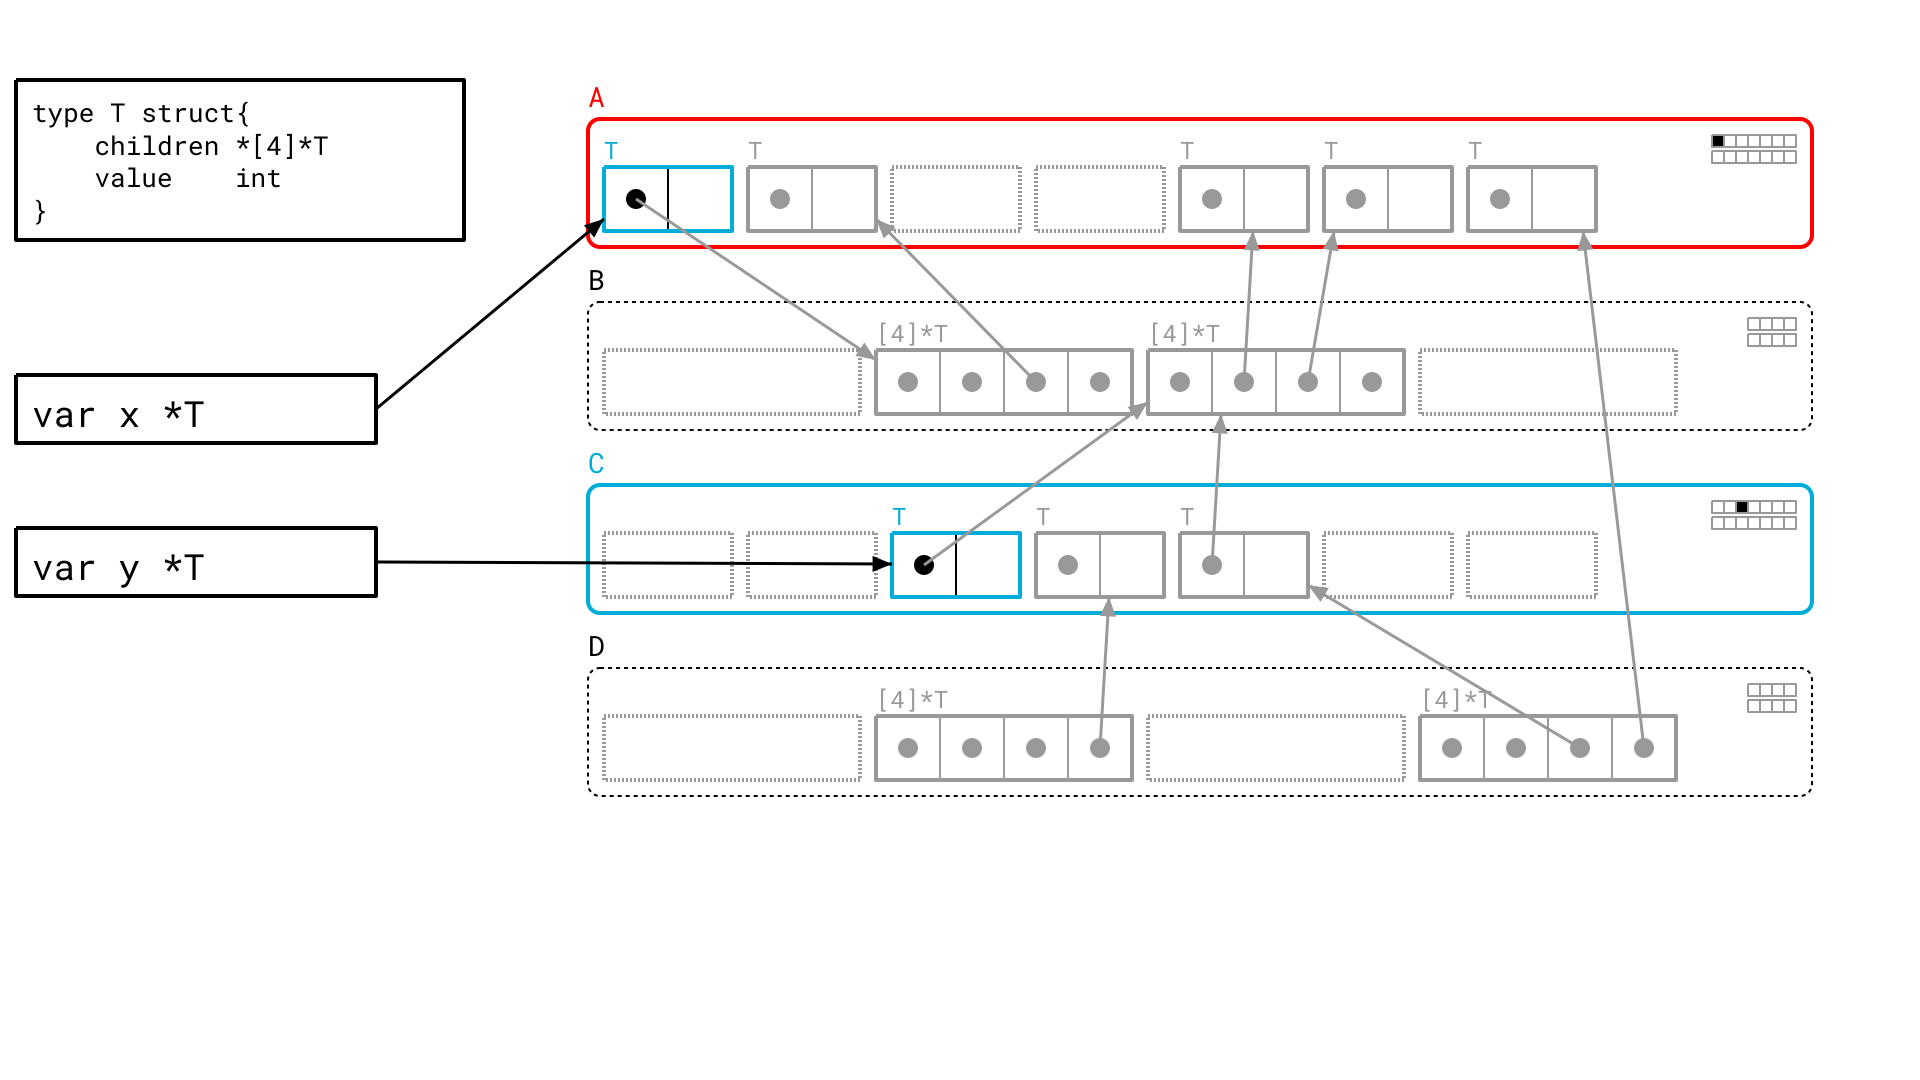 type T struct{
    children *[4]*T
    value    int
}
var x *T
var y *T
A
T T T T T
B
[4]*T [4]*T
C
T T T
D
[4]*T [4]*T